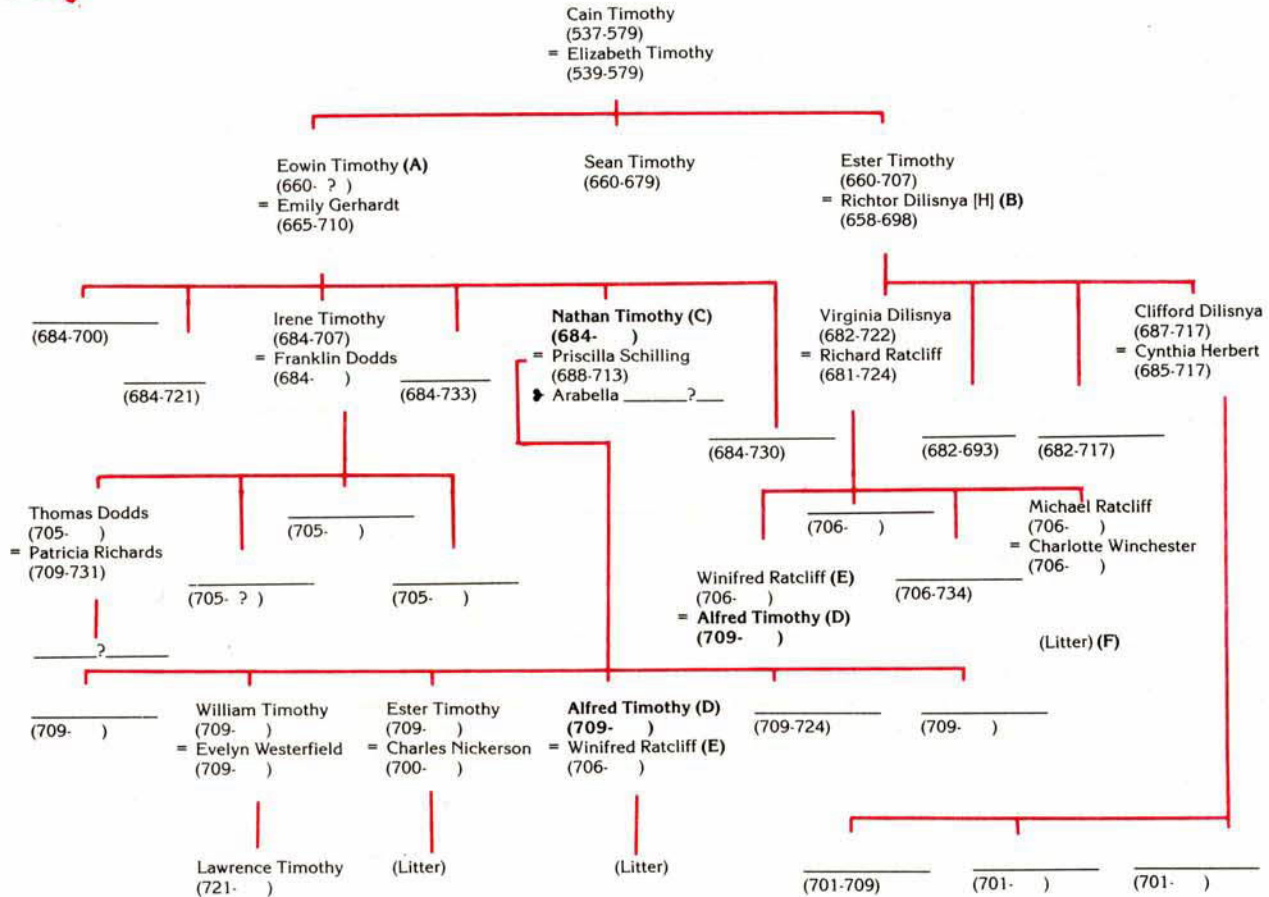 Cain Timothy
(537-579)
= Elizabeth Timothy
(539-579)
Eowin Timothy (A)
(660- ? )
= Emily Gerhardt
(665-710)
Sean Timothy
(660-679)
Ester Timothy
(660-707)
= Richtor Dilisnya [H] (B)
(658-698)
(684-700)
(684-721)
Irene Timothy
(684-707)
= Franklin Dodds
(684- )
(684-733)
Nathan Timothy (C)
(684- )
= Priscilla Schilling
(688-713)
❥ Arabella ______?__
(684-730)
Virginia Dilisnya
(682-722)
= Richard Ratcliff
(681-724)
(682-693)
(682-717)
Clifford Dilisnya
(687-717)
= Cynthia Herbert
(685-717)
Thomas Dodds
(705- )
= Patricia Richards
(709-731)
(705- ? )
(705- )
(705- )
Winifred Ratcliff (E)
(706- )
= Alfred Timothy (D)
(709- )
(706- )
(706-734)
Michael Ratcliff
(706- )
= Charlotte Winchester
(706- )
(Litter) (F)
______?______
(709- )
William Timothy
(709- )
= Evelyn Westerfield
(709- )
Ester Timothy
(709- )
= Charles Nickerson
(700- )
Alfred Timothy (D)
(709- )
= Winifred Ratcliff (E)
(706- )
(709-724)
(709- )
Lawrence Timothy
(721- )
(Litter)
(Litter)
(701-709)
(701- )
(701- )